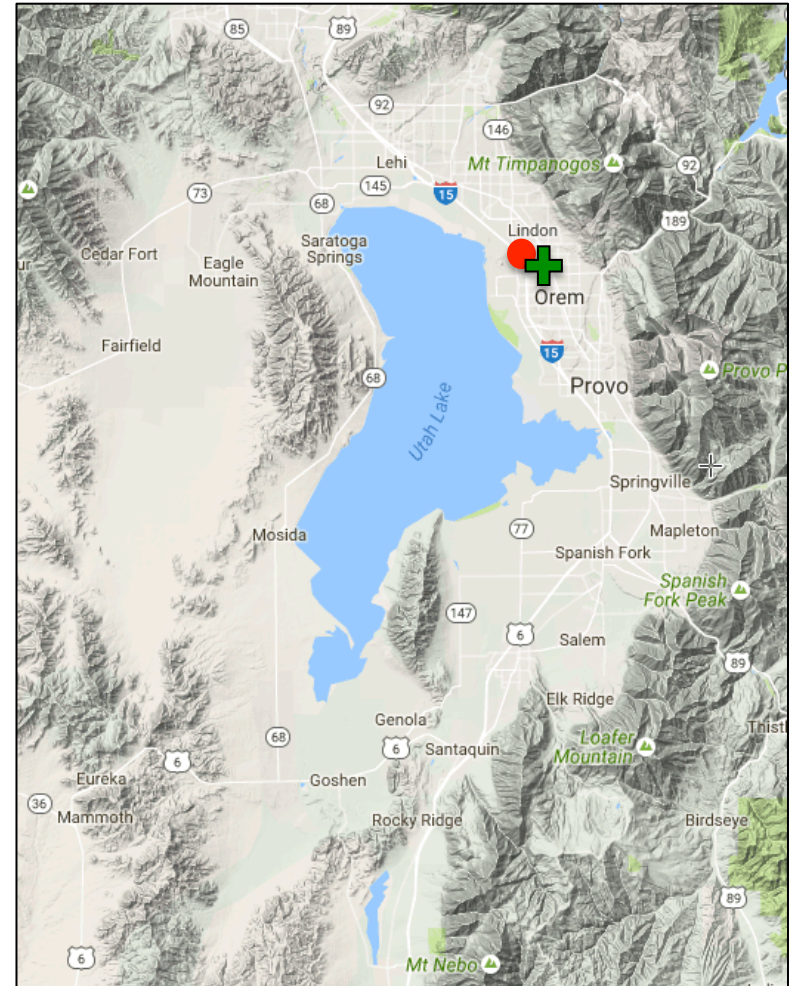 85
89
92
146
Lehi
Mt Timpanogos
92
145
15
73
68
189
Lindon
Saratoga
Springs
Cedar Fort
Eagle
Mountain
ur
Orem
Fairfield
15
Provo P
68
Provo
Utah Lake
Springville
77
Mapleton
Mosida
Spanish Fork
Spanish
Fork Peak
147
6
Salem
89
Elk Ridge
Genola
Thistl
68
6
Santaquin
Loafer
Mountain
6
Eureka
Goshen
36
Mammoth
Rocky Ridge
Birdseye
89
6
Mt Nebo